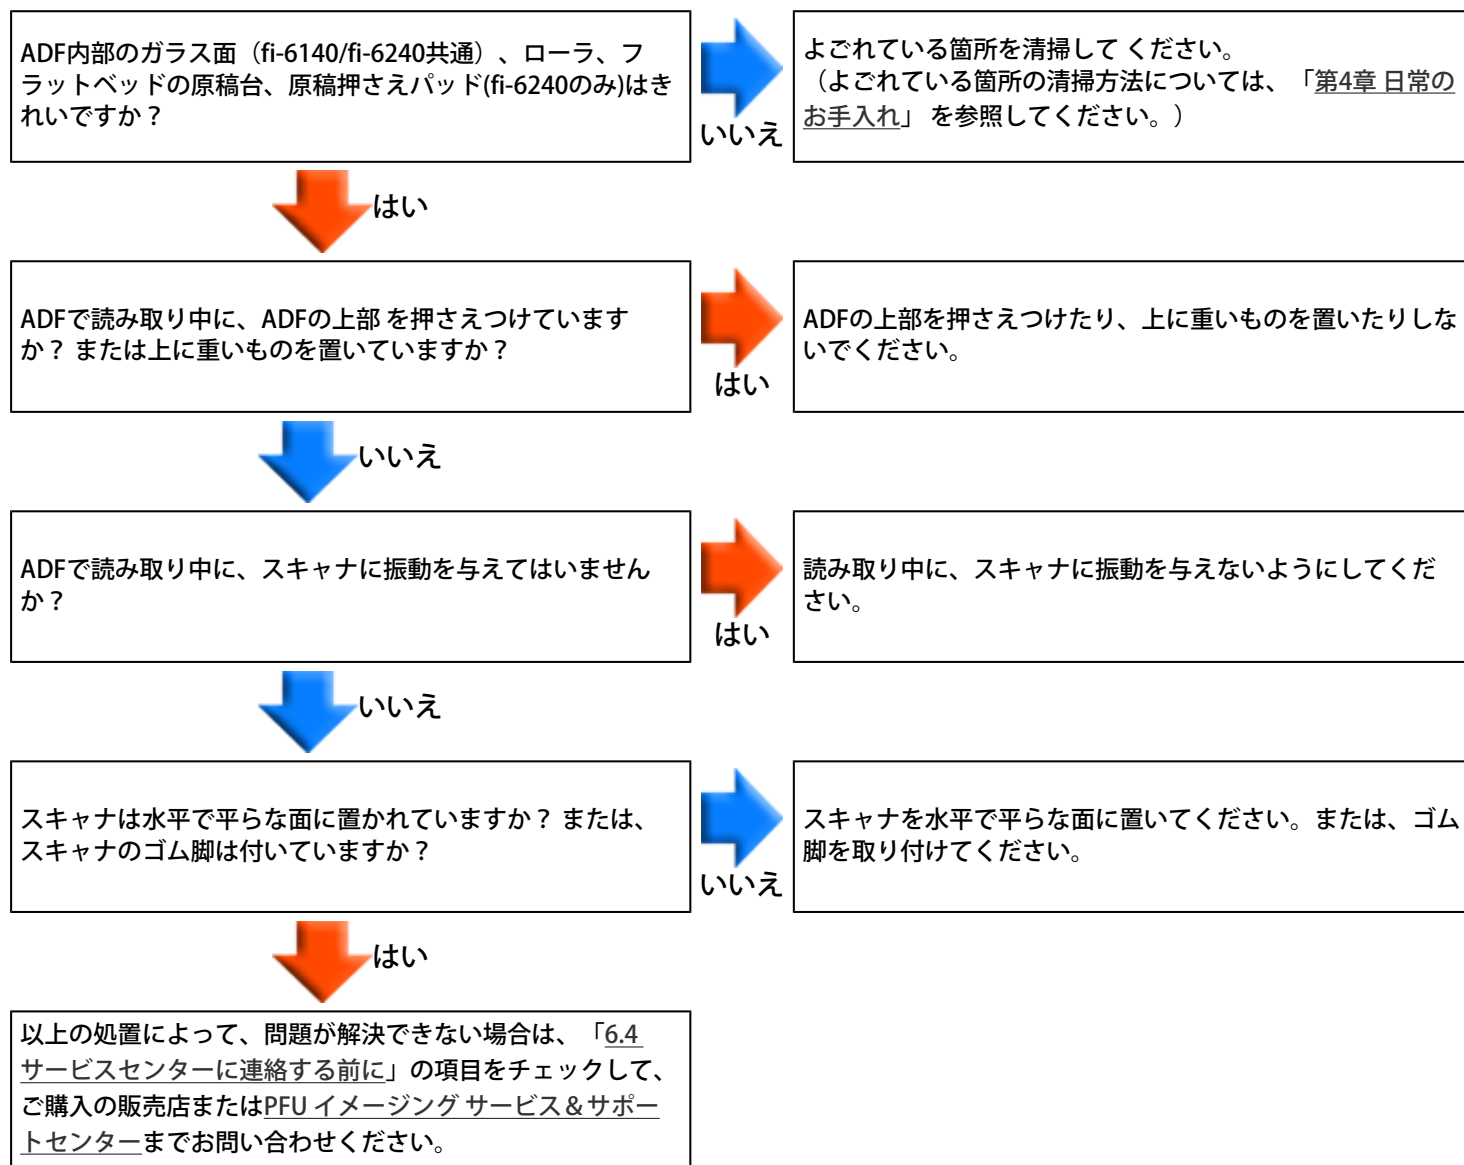 ADF内部のガラス面（fi-6140/fi-6240共通）、ローラ、フ
ラットベッドの原稿台、原稿押さえパッド(fi-6240のみ)はき
れいですか？
いいえ
よごれている箇所を清掃して ください。
（よごれている箇所の清掃方法については、「第4章 日常の
お手入れ」 を参照してください。）
はい
ADFで読み取り中に、ADFの上部 を押さえつけています
か？ または上に重いものを置いていますか？
はい
ADFの上部を押さえつけたり、上に重いものを置いたりしな
いでください。
いいえ
ADFで読み取り中に、スキャナに振動を与えてはいません
か？
はい
読み取り中に、スキャナに振動を与えないようにしてくだ
さい。
いいえ
スキャナは水平で平らな面に置かれていますか？ または、
スキャナのゴム脚は付いていますか？
いいえ
スキャナを水平で平らな面に置いてください。または、ゴム
脚を取り付けてください。
はい
以上の処置によって、問題が解決できない場合は、「6.4
サービスセンターに連絡する前に」の項目をチェックして、
ご購入の販売店またはPFU イメージング サービス＆サポー
トセンターまでお問い合わせください。